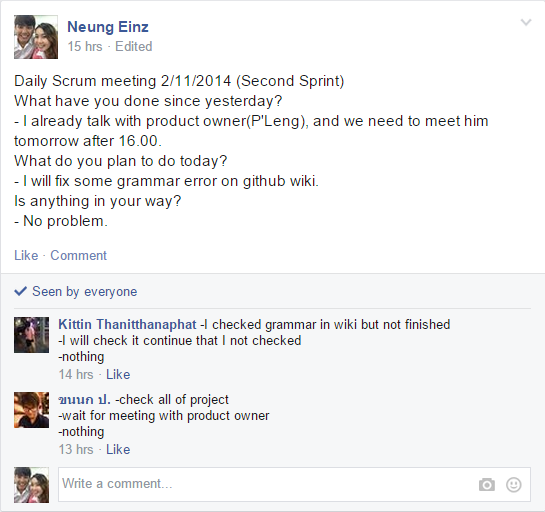 Neung Einz
15 hrs · Edited
Daily Scrum meeting 2/11/2014 (Second Sprint)
What have you done since yesterday?
- I already talk with product owner(P'Leng), and we need to meet him
tomorrow after 16.00.
What do you plan to do today?
- I will fix some grammar error on github wiki.
Is anything in your way?
- No problem.
Like · Comment
Seen by everyone
Kittin Thanitthanaphat -I checked grammar in wiki but not finished
-I will check it continue that I not checked
-nothing
14 hrs · Like
ขนนก ป. -check all of project
-wait for meeting with product owner
-nothing
13 hrs · Like
Write a comment...